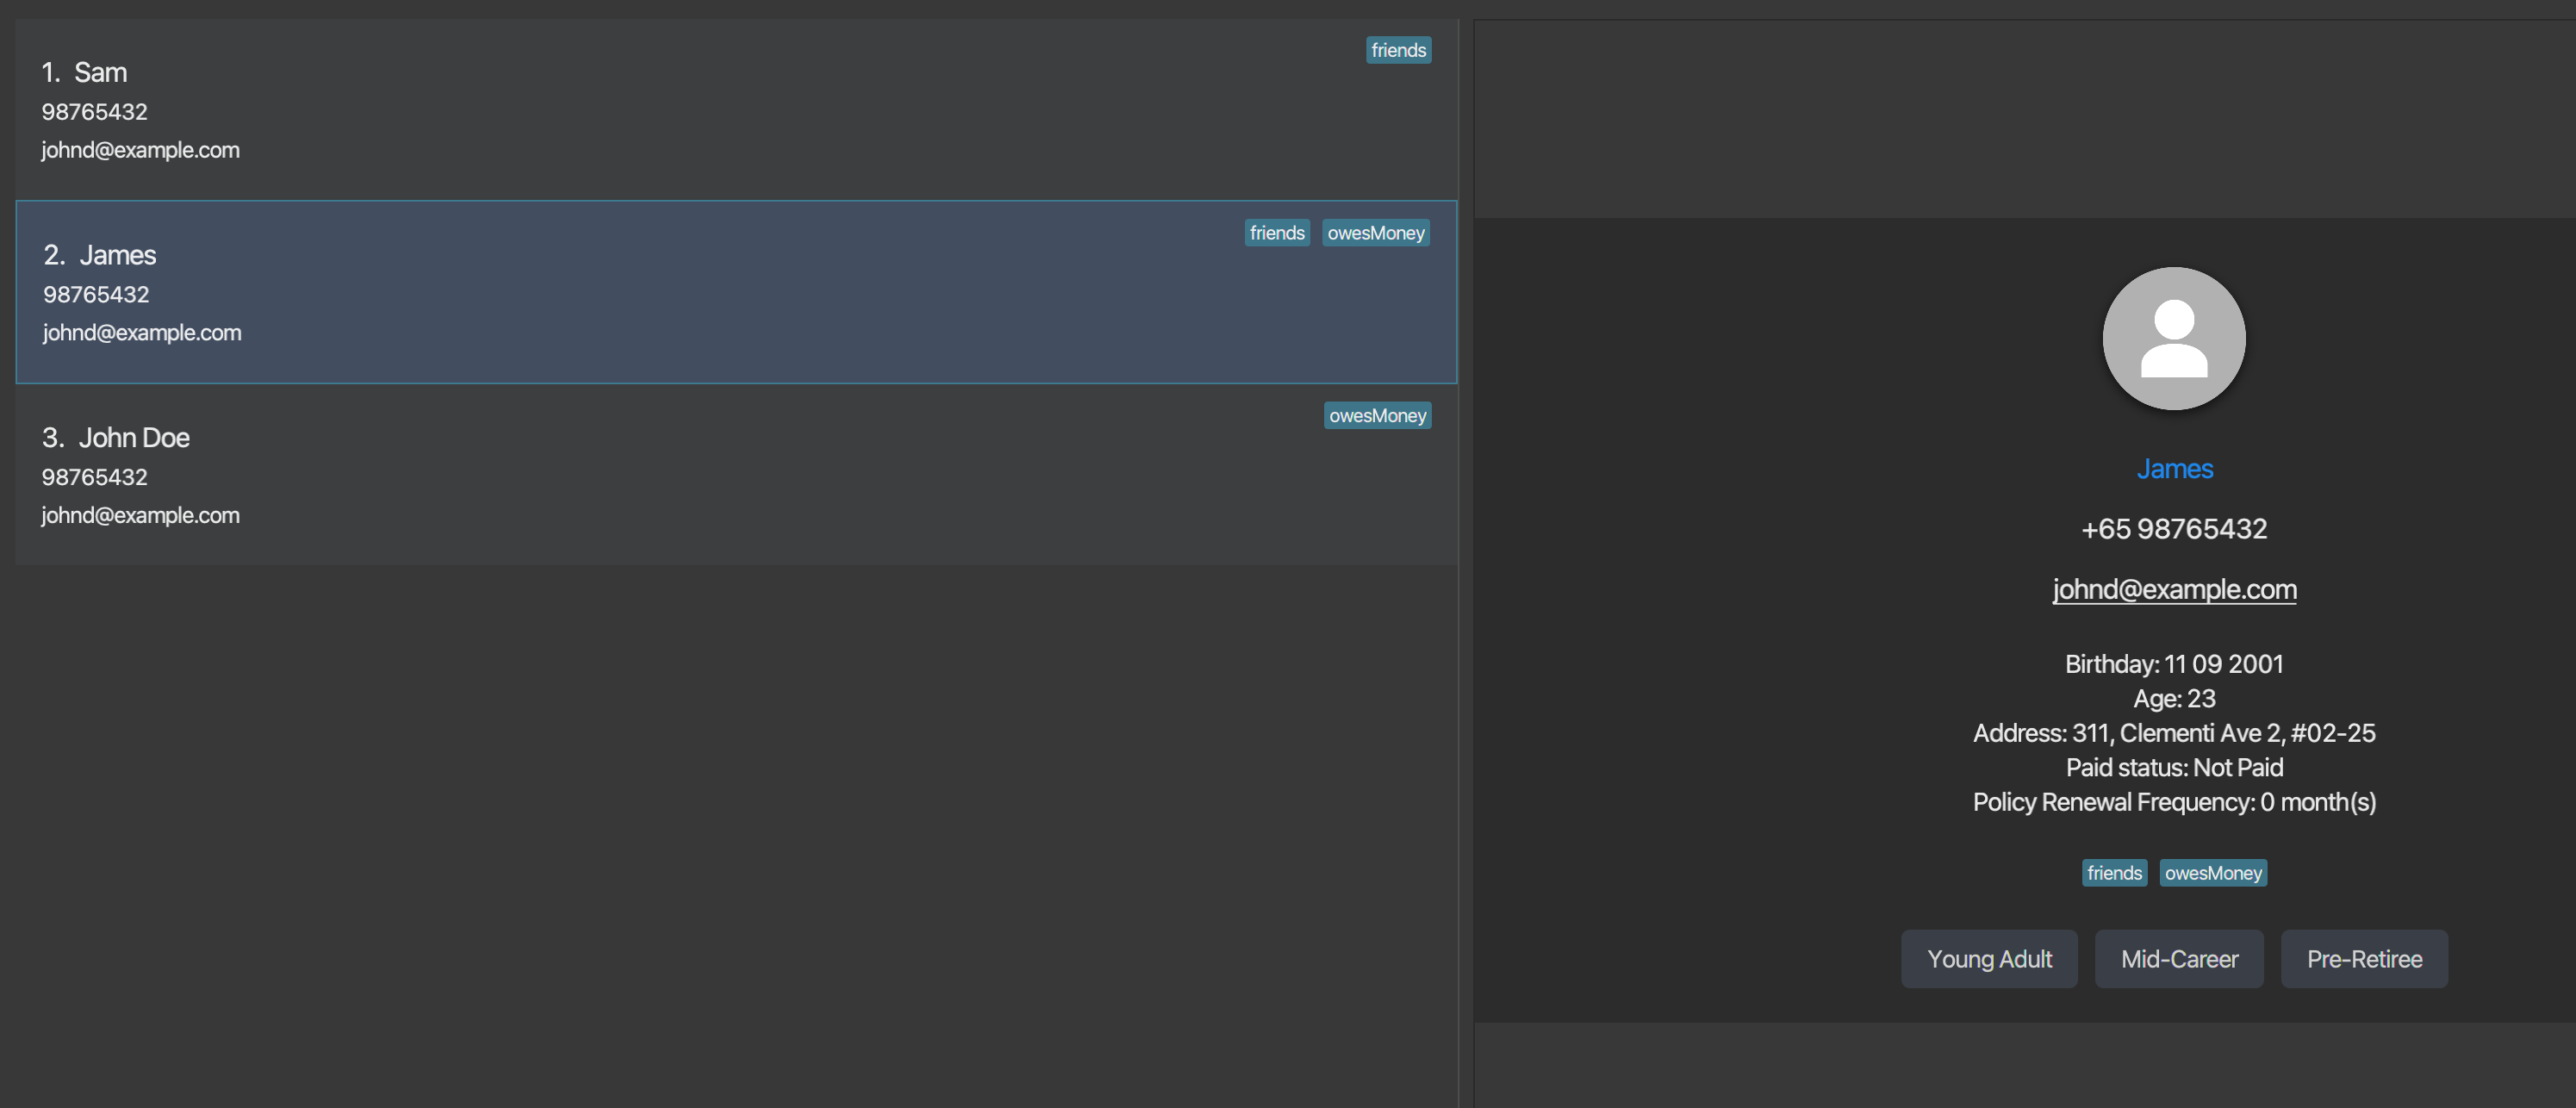 friends
1. Sam
98765432
johnd@example.com
friends owesMoney
2. James
98765432
johnd@example.com
owesMoney
3. John Doe
98765432
johnd@example.com
James
+65 98765432
johnd@example.com
Birthday: 11 09 2001
Age: 23
Address: 311, Clementi Ave 2, #02-25
Paid status: Not Paid
Policy Renewal Frequency: 0 month(s)
friends owesMoney
Young Adult Mid-Career Pre-Retiree